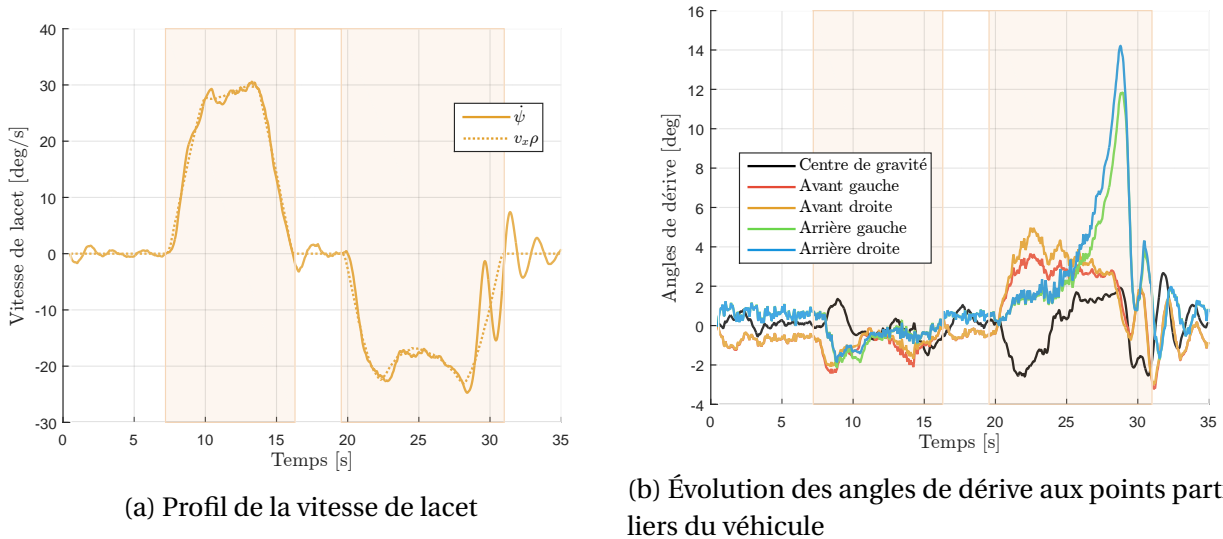 40
30
20
10
0
-10
-20
-30
0 5 10 15 20 25 30 35
Vitesse de lacet [deg/s]
Temps [s]
ψ̇
vₓρ
(a) Profil de la vitesse de lacet
16
14
12
10
8
6
4
2
0
-2
-4
0 5 10 15 20 25 30 35
Angles de dérive [deg]
Temps [s]
Centre de gravité
Avant gauche
Avant droite
Arrière gauche
Arrière droite
(b) Évolution des angles de dérive aux points part
liers du véhicule